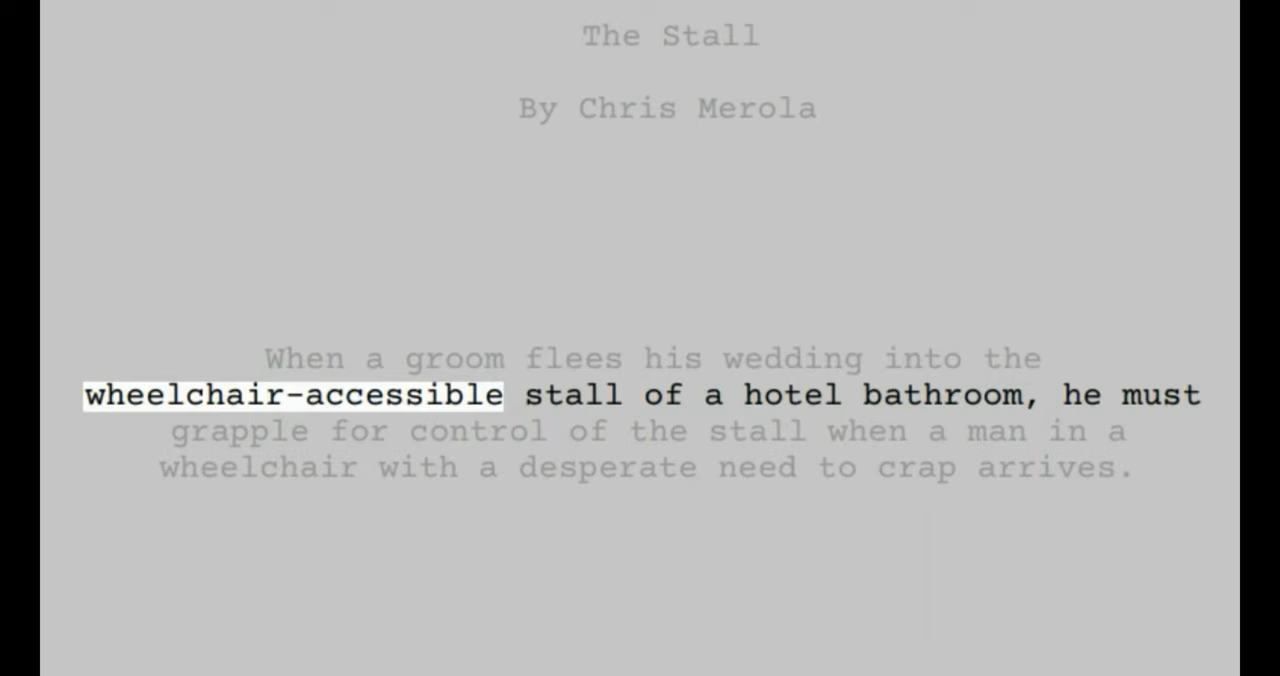 The Stall
By Chris Merola
When a groom flees his wedding into the
wheelchair-accessible stall of a hotel bathroom, he must
grapple for control of the stall when a man in a
wheelchair with a desperate need to crap arrives.